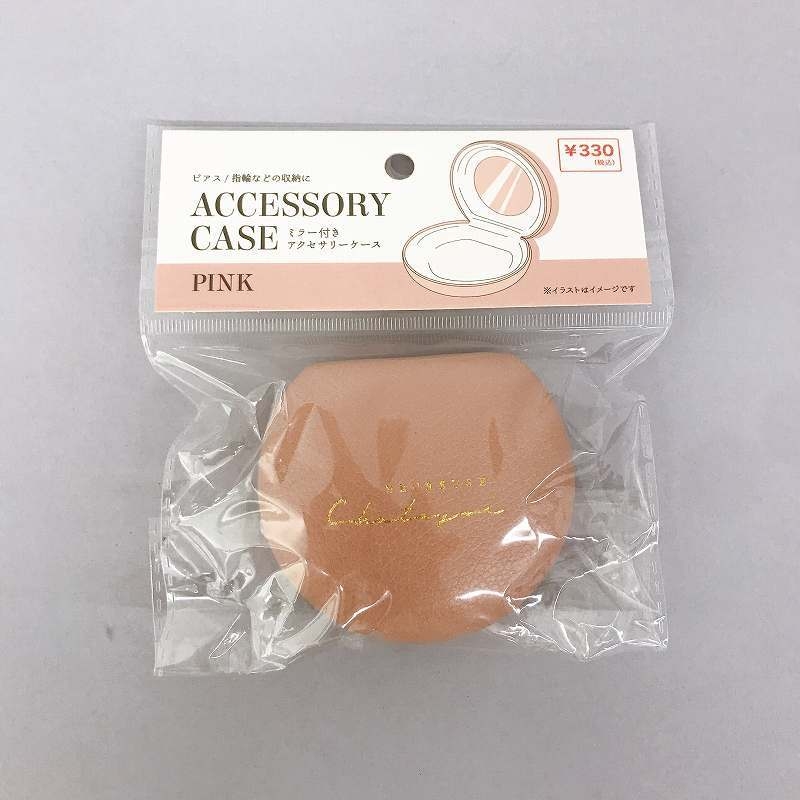 ピアス / 指輪などの収納に
ACCESSORY
CASE ミラー付き
アクセサリーケース
PINK
¥330
(税込)
※イラストはイメージです